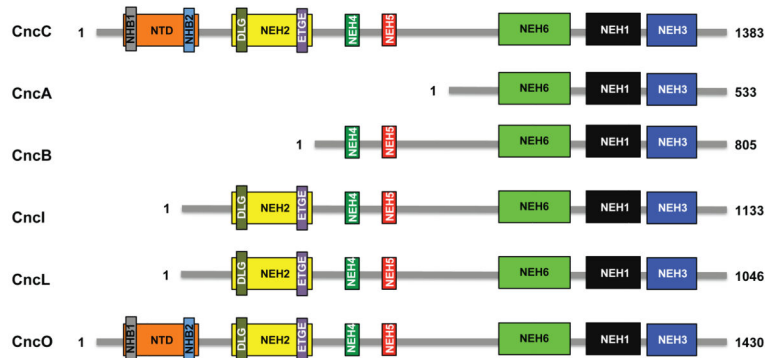 CncC 1 NHB1 NTD NHB2 DLG NEH2 ETGE NEH4 NEH5 NEH6 NEH1 NEH3 1383
CncA 1 NEH6 NEH1 NEH3 533
CncB 1 NEH4 NEH5 NEH6 NEH1 NEH3 805
CncI 1 DLG NEH2 ETGE NEH4 NEH5 NEH6 NEH1 NEH3 1133
CncL 1 DLG NEH2 ETGE NEH4 NEH5 NEH6 NEH1 NEH3 1046
CncO 1 NHB1 NTD NHB2 DLG NEH2 ETGE NEH4 NEH5 NEH6 NEH1 NEH3 1430